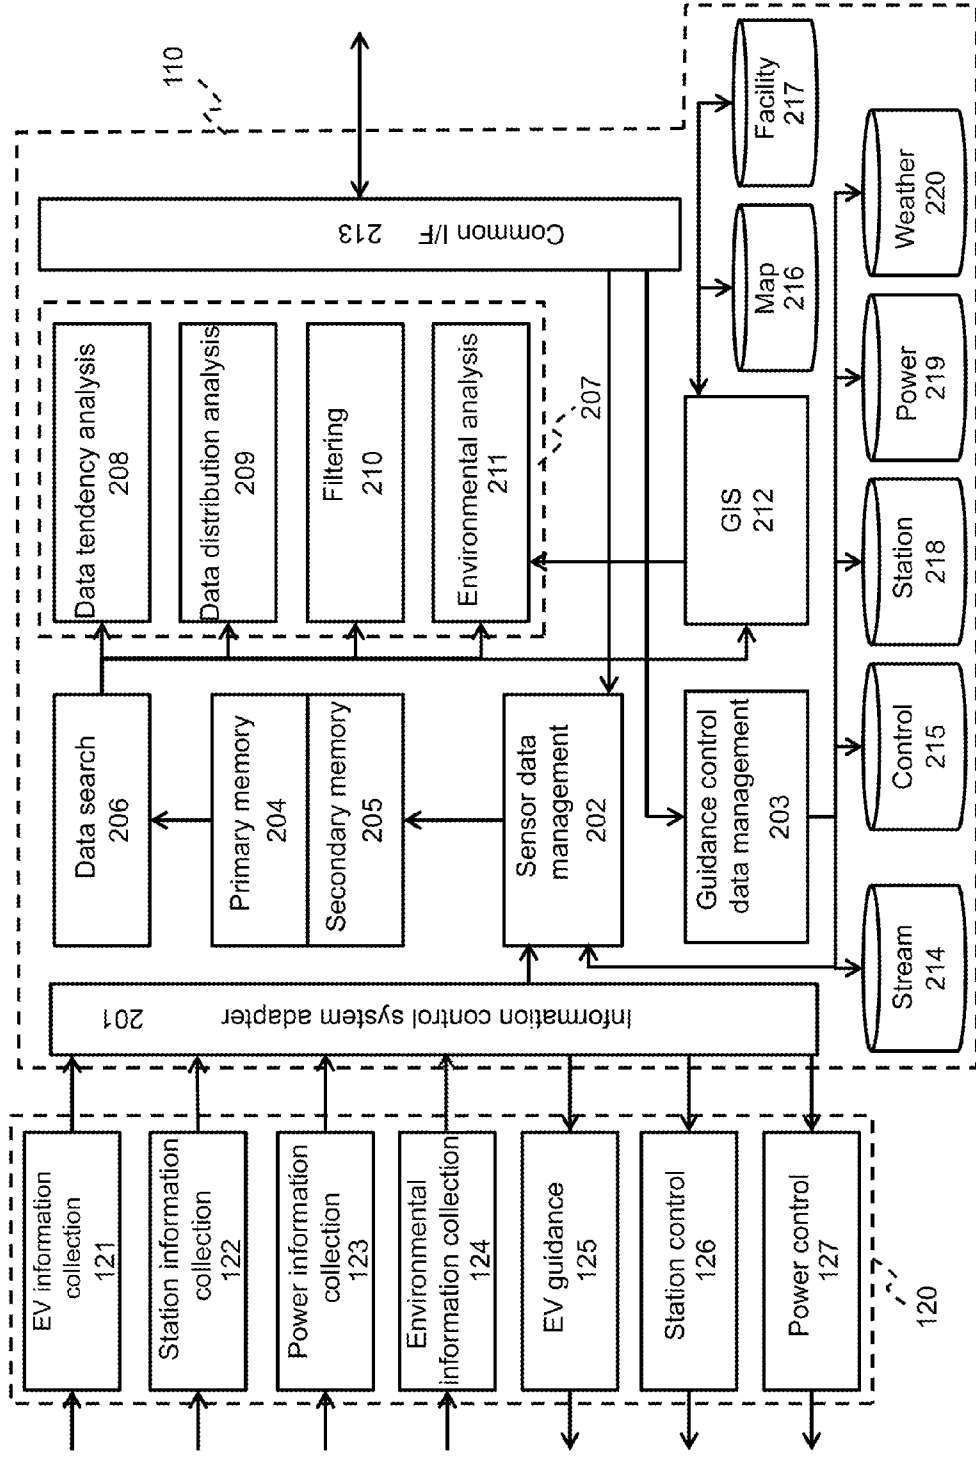 110
EV information
collection
121
Station information
collection
122
Power information
collection
123
Environmental
information collection
124
EV guidance
125
Station control
126
Power control
127
120
Information control system adapter 201
Data search
206
Primary memory
204
Secondary memory
205
Sensor data
management
202
Guidance control
data management
203
Data tendency analysis
208
Data distribution analysis
209
Filtering
210
Environmental analysis
211
207
GIS
212
Common I/F 213
Map
216
Facility
217
Stream
214
Control
215
Station
218
Power
219
Weather
220